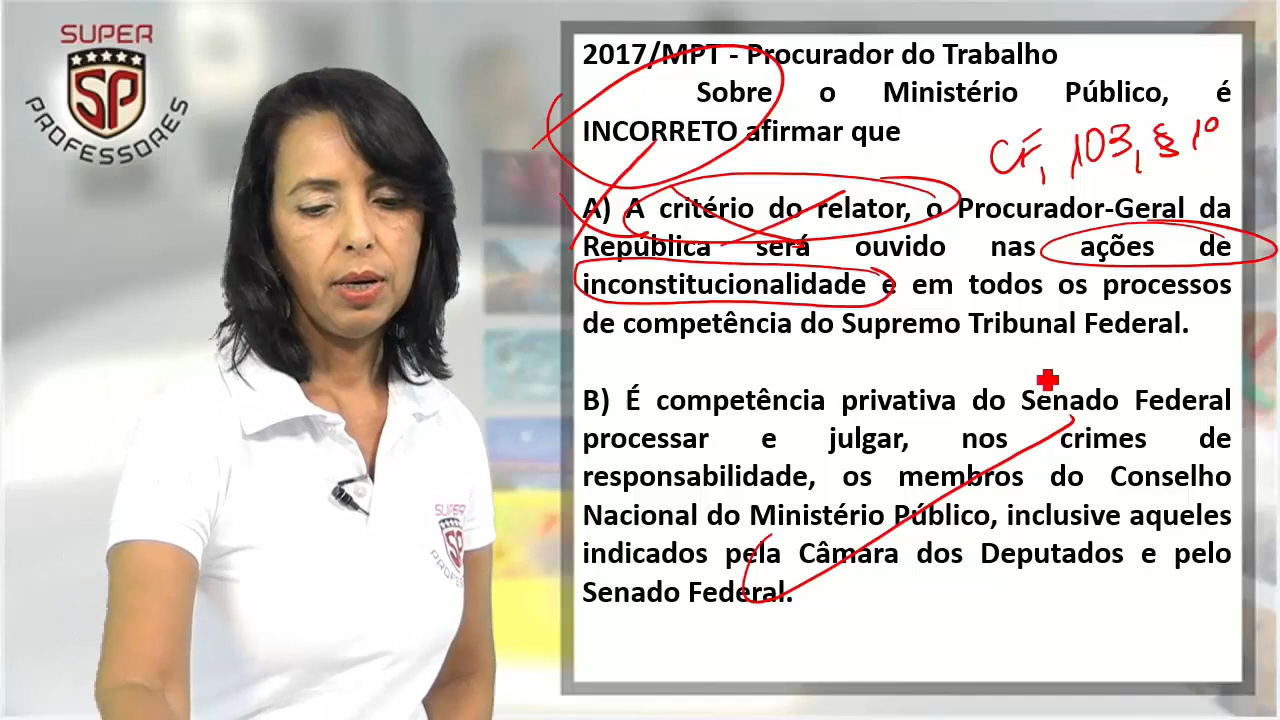 SUPER
SP
PROFESSORES
2017/MPT - Procurador do Trabalho
Sobre o Ministério Público, é
INCORRETO afirmar que
CF, 103, § 1º
A) A critério do relator, o Procurador-Geral da
República será ouvido nas ações de
inconstitucionalidade e em todos os processos
de competência do Supremo Tribunal Federal.
B) É competência privativa do Senado Federal
processar e julgar, nos crimes de
responsabilidade, os membros do Conselho
Nacional do Ministério Público, inclusive aqueles
indicados pela Câmara dos Deputados e pelo
Senado Federal.
SUPER
SP